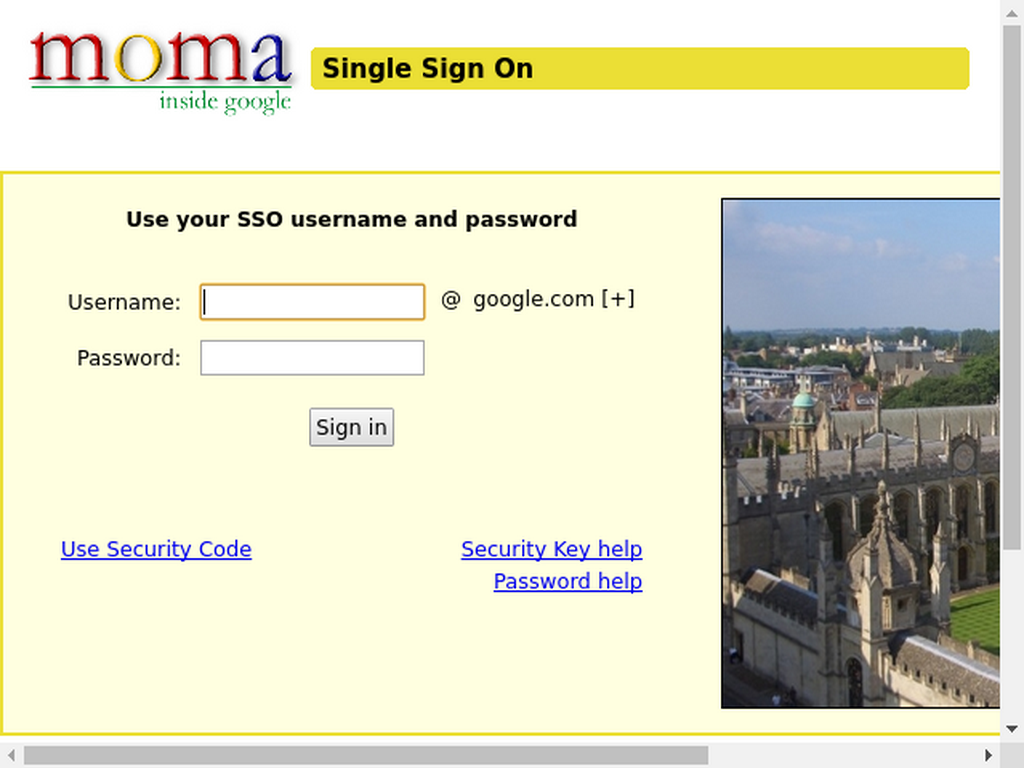 moma
inside google
Single Sign On
Use your SSO username and password
Username: @ google.com [+]
Password:
Sign in
Use Security Code Security Key help
Password help